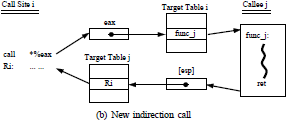 Call Site i
Target Table i
Callee j
eax
func_j
func_j:
call *%eax
Target Table j
Ri: ... ...
Ri
[esp]
ret
(b) New indirection call